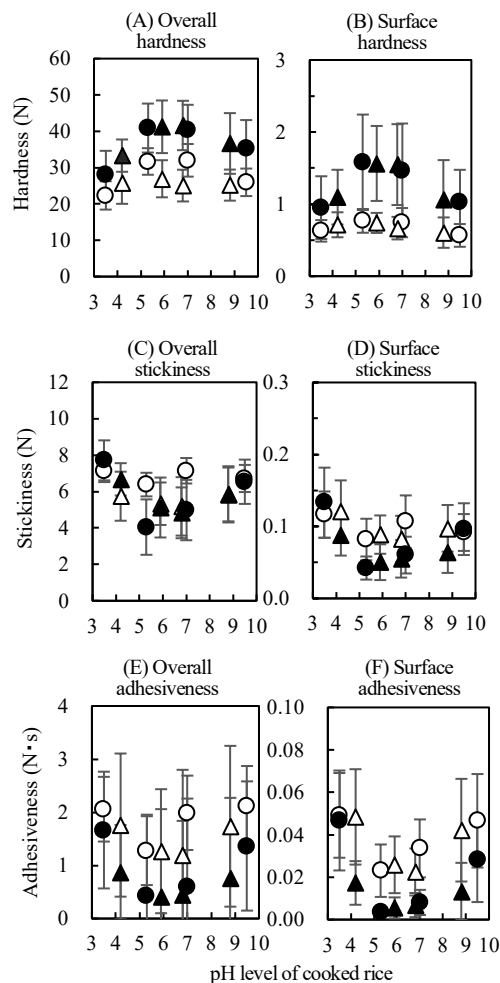 (A) Overall
hardness
(B) Surface
hardness
Hardness (N)
60
50
40
30
20
10
0
3
2
1
0
3 4 5 6 7 8 9 10
3 4 5 6 7 8 9 10
(C) Overall
stickiness
(D) Surface
stickiness
Stickiness (N)
12
10
8
6
4
2
0
0.3
0.2
0.1
0.0
3 4 5 6 7 8 9 10
3 4 5 6 7 8 9 10
(E) Overall
adhesiveness
(F) Surface
adhesiveness
Adhesiveness (N・s)
4
3
2
1
0
0.10
0.08
0.06
0.04
0.02
0.00
3 4 5 6 7 8 9 10
3 4 5 6 7 8 9 10
pH level of cooked rice